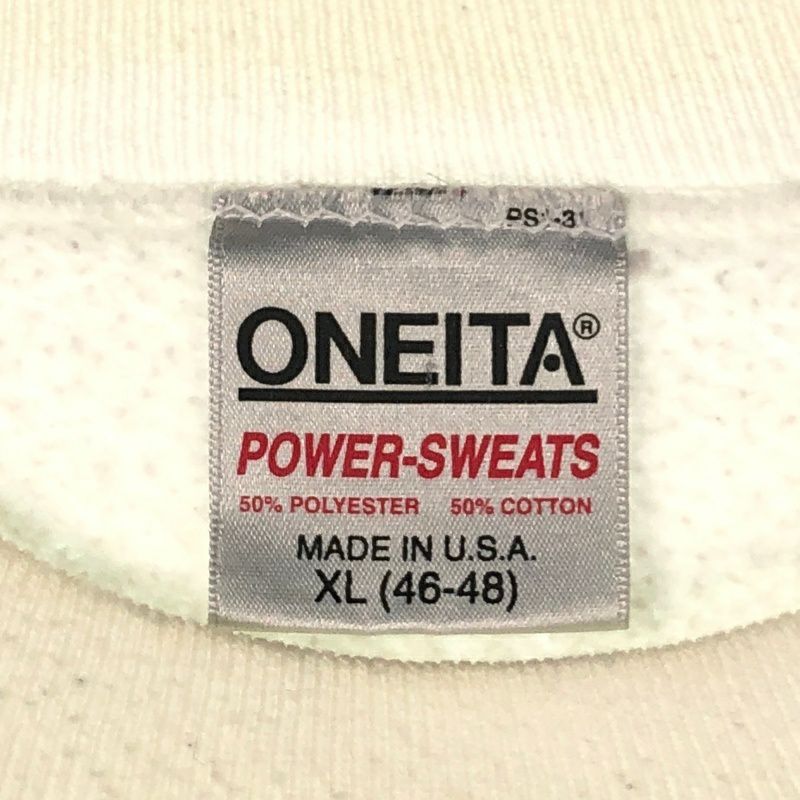 ONEITA®
POWER-SWEATS
50% POLYESTER 50% COTTON
MADE IN U.S.A.
XL (46-48)